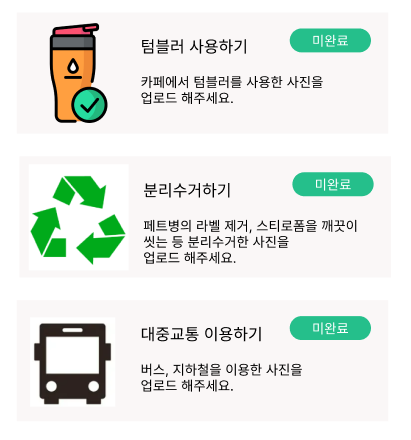 텀블러 사용하기
미완료
카페에서 텀블러를 사용한 사진을
업로드 해주세요.
분리수거하기
미완료
페트병의 라벨 제거, 스티로폼을 깨끗이
씻는 등 분리수거한 사진을
업로드 해주세요.
대중교통 이용하기
미완료
버스, 지하철을 이용한 사진을
업로드 해주세요.